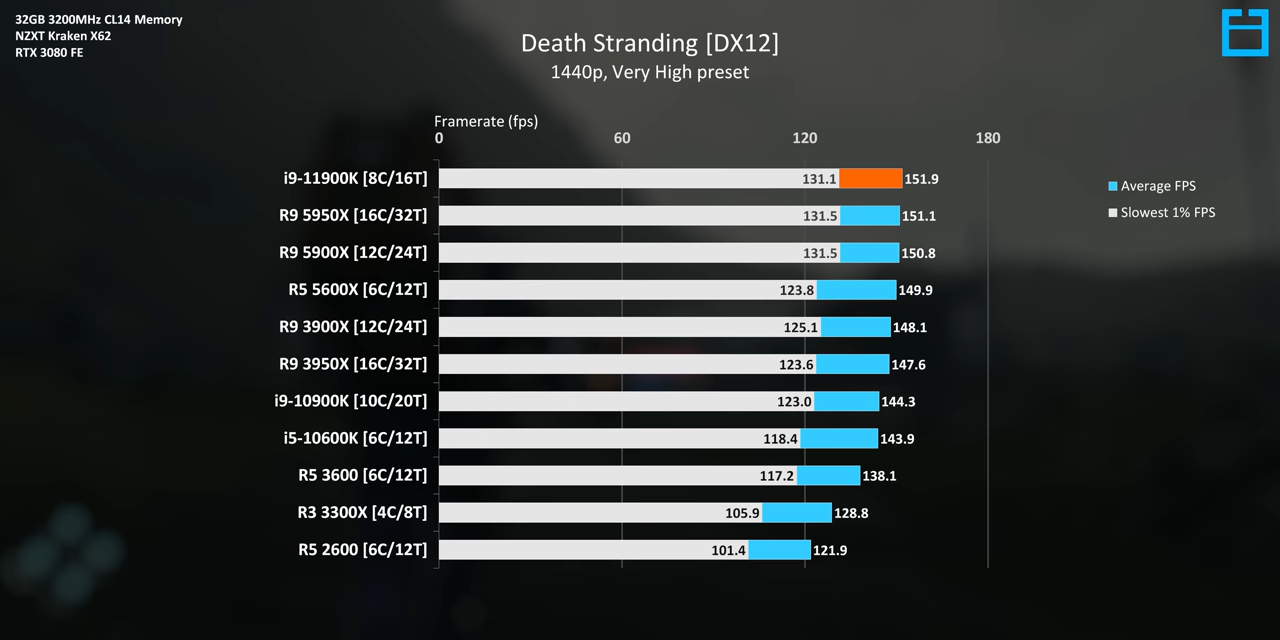 32GB 3200MHz CL14 Memory
NZXT Kraken X62
RTX 3080 FE
Death Stranding [DX12]
1440p, Very High preset
Framerate (fps)
0 60 120 180
i9-11900K [8C/16T] 131.1 151.9
R9 5950X [16C/32T] 131.5 151.1
R9 5900X [12C/24T] 131.5 150.8
R5 5600X [6C/12T] 123.8 149.9
R9 3900X [12C/24T] 125.1 148.1
R9 3950X [16C/32T] 123.6 147.6
i9-10900K [10C/20T] 123.0 144.3
i5-10600K [6C/12T] 118.4 143.9
R5 3600 [6C/12T] 117.2 138.1
R3 3300X [4C/8T] 105.9 128.8
R5 2600 [6C/12T] 101.4 121.9
Average FPS
Slowest 1% FPS